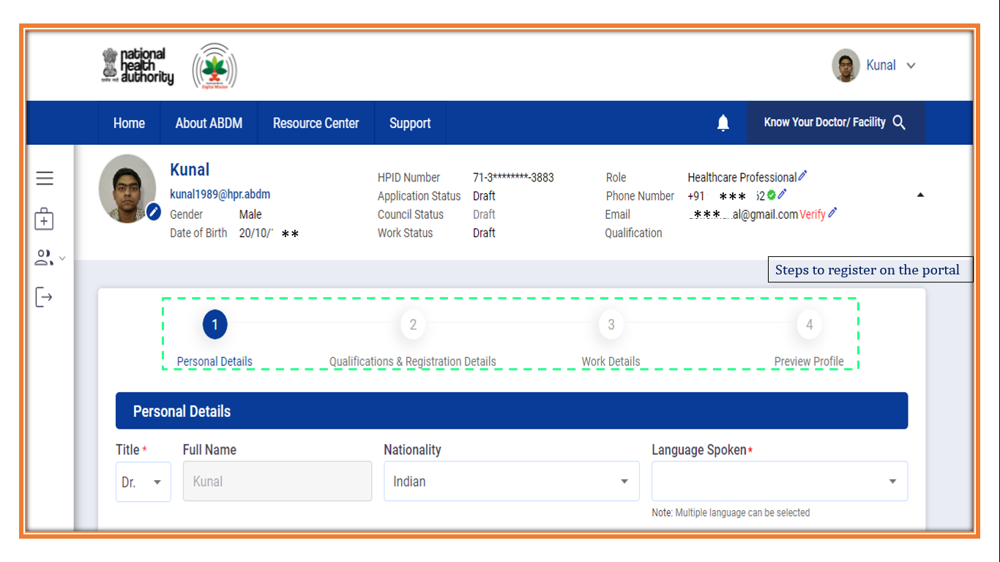 national
health
authority
Digital Mission
Kunal
Home About ABDM Resource Center Support Know Your Doctor/ Facility
Kunal
kunal1989@hpr.abdm
Gender Male
Date of Birth 20/10/ **
HPID Number 71-3********-3883
Application Status Draft
Council Status Draft
Work Status Draft
Role Healthcare Professional
Phone Number +91 *** 52
Email ***al@gmail.com Verify
Qualification
Steps to register on the portal
1 2 3 4
Personal Details Qualifications & Registration Details Work Details Preview Profile
Personal Details
Title * Full Name Nationality Language Spoken*
Dr. Kunal Indian
Note: Multiple language can be selected